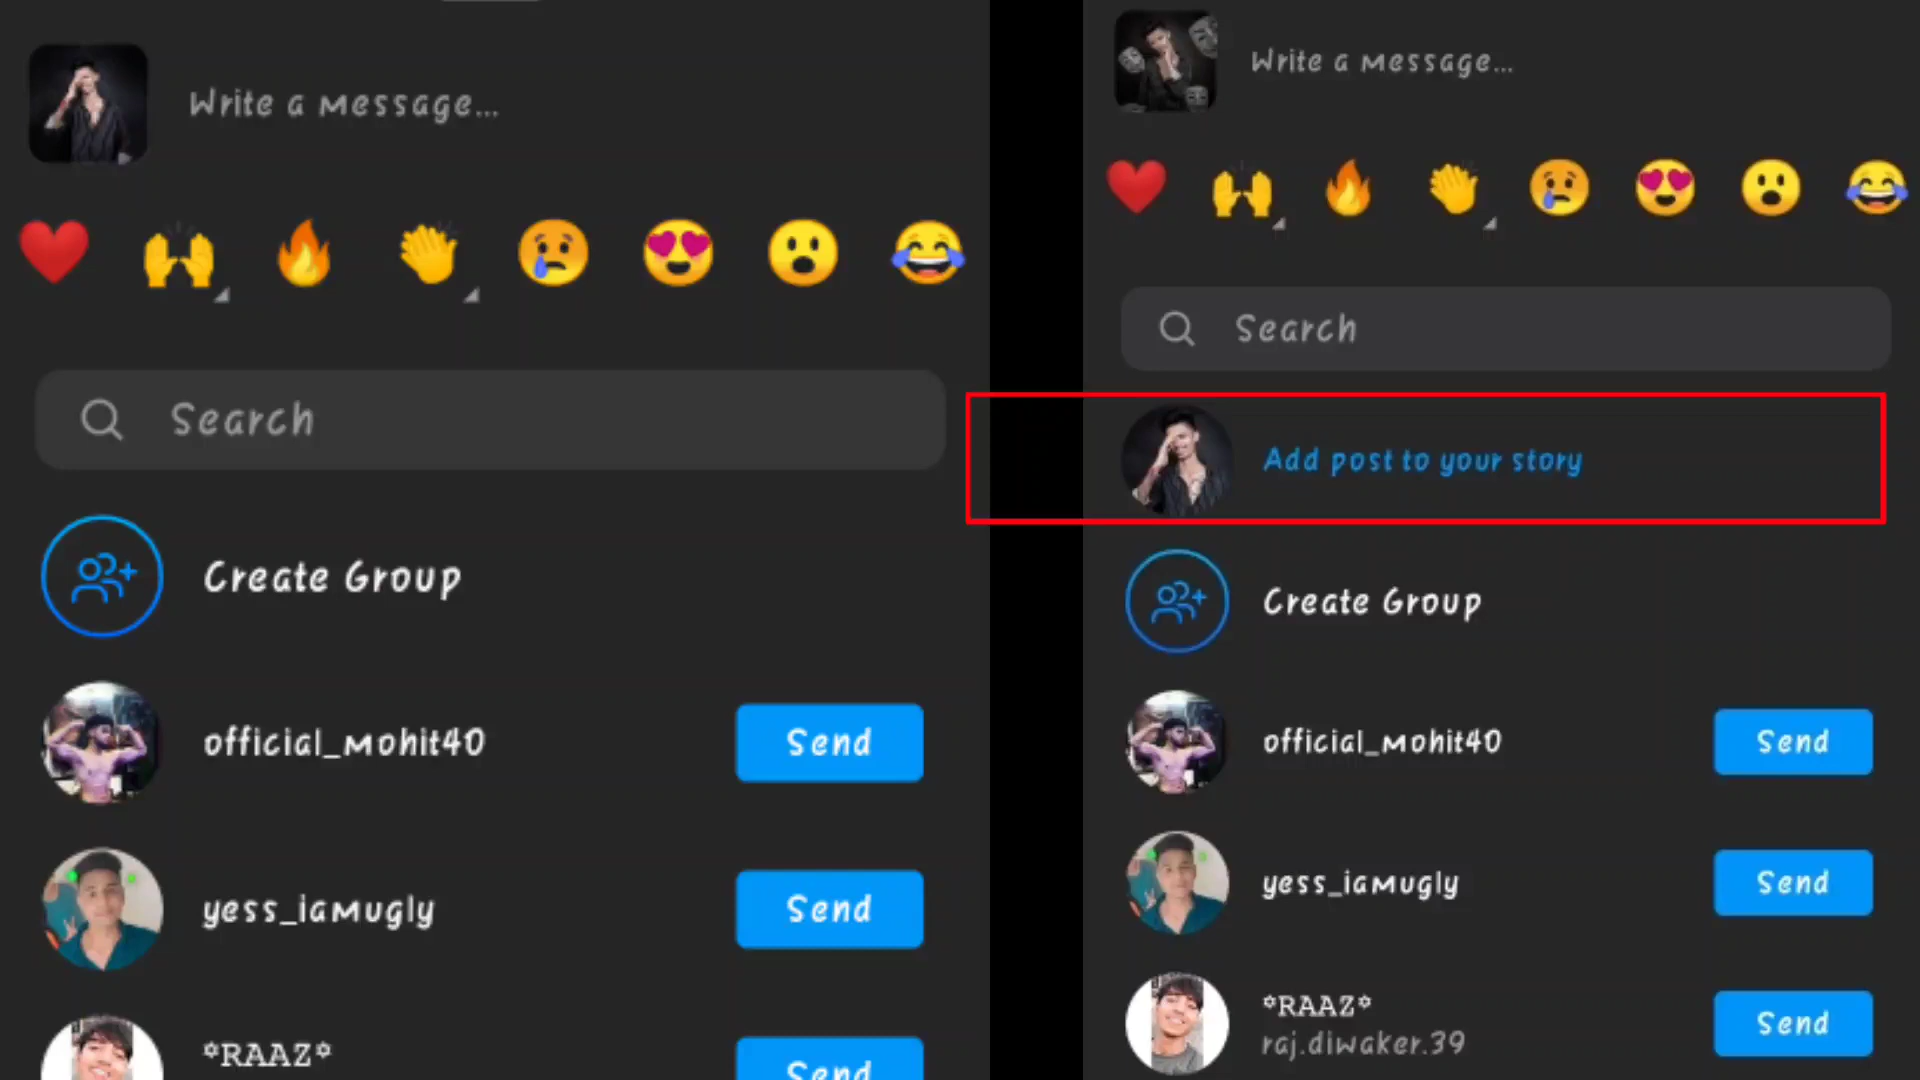 Write a message...
Search
Create Group
official_mohit40
Send
yess_iamugly
Send
*RAAZ*
Send
Write a message...
Search
Add post to your story
Create Group
official_mohit40
Send
yess_iamugly
Send
*RAAZ*
raj.diwaker.39
Send